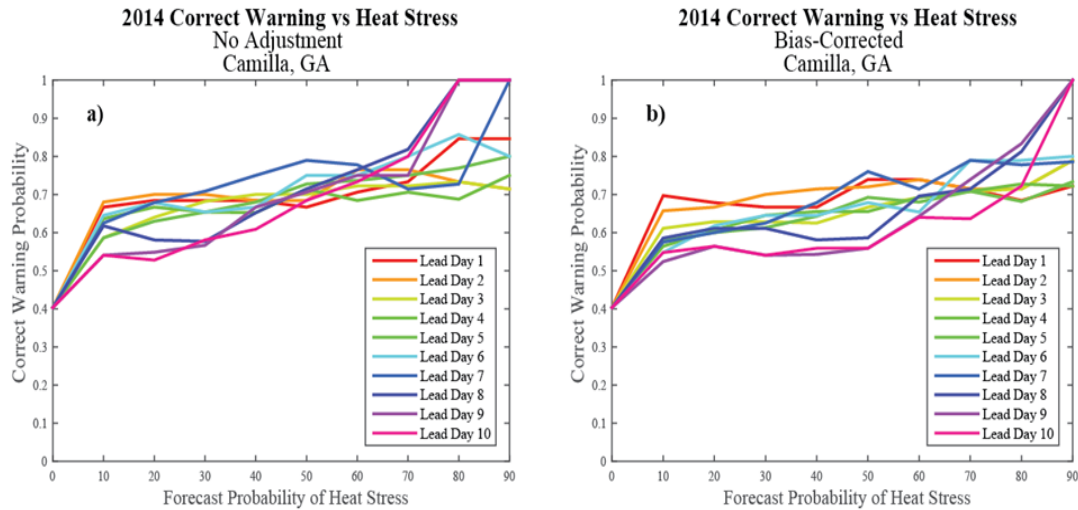 2014 Correct Warning vs Heat Stress
No Adjustment
Camilla, GA
a)
Correct Warning Probability
1
0.9
0.8
0.7
0.6
0.5
0.4
0.3
0.2
0.1
0
Lead Day 1
Lead Day 2
Lead Day 3
Lead Day 4
Lead Day 5
Lead Day 6
Lead Day 7
Lead Day 8
Lead Day 9
Lead Day 10
0 10 20 30 40 50 60 70 80 90
Forecast Probability of Heat Stress
2014 Correct Warning vs Heat Stress
Bias-Corrected
Camilla, GA
b)
Correct Warning Probability
1
0.9
0.8
0.7
0.6
0.5
0.4
0.3
0.2
0.1
0
Lead Day 1
Lead Day 2
Lead Day 3
Lead Day 4
Lead Day 5
Lead Day 6
Lead Day 7
Lead Day 8
Lead Day 9
Lead Day 10
0 10 20 30 40 50 60 70 80 90
Forecast Probability of Heat Stress